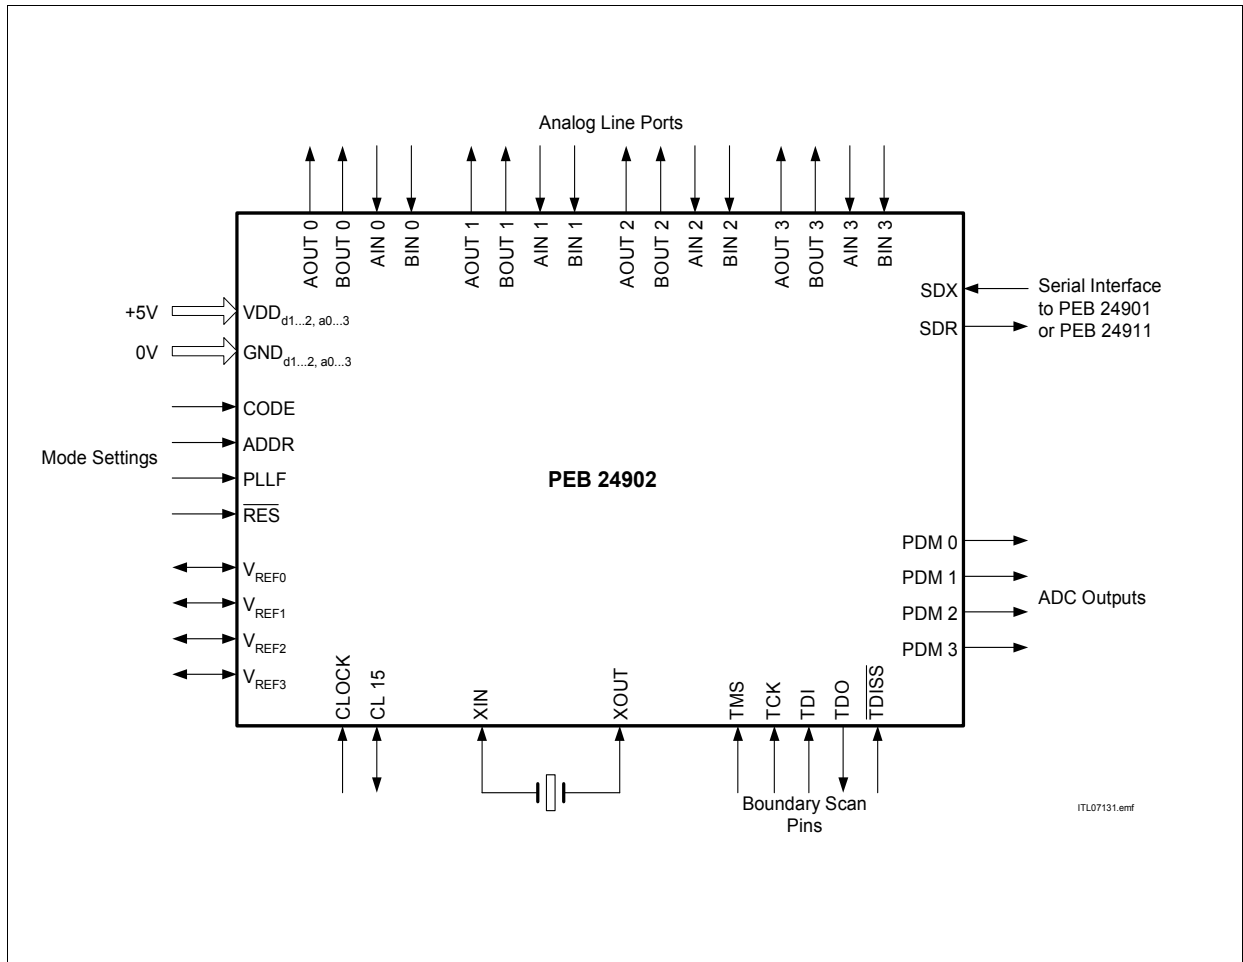 Analog Line Ports
AOUT 0
BOUT 0
AIN 0
BIN 0
AOUT 1
BOUT 1
AIN 1
BIN 1
AOUT 2
BOUT 2
AIN 2
BIN 2
AOUT 3
BOUT 3
AIN 3
BIN 3
+5V
VDD d1...2, a0...3
0V
GND d1...2, a0...3
SDX
SDR
Serial Interface
to PEB 24901
or PEB 24911
Mode Settings
CODE
ADDR
PLLF
RES
PEB 24902
VREF0
VREF1
VREF2
VREF3
PDM 0
PDM 1
PDM 2
PDM 3
ADC Outputs
CLOCK
CL 15
XIN
XOUT
TMS
TCK
TDI
TDO
TDISS
Boundary Scan
Pins
ITL07131.emf